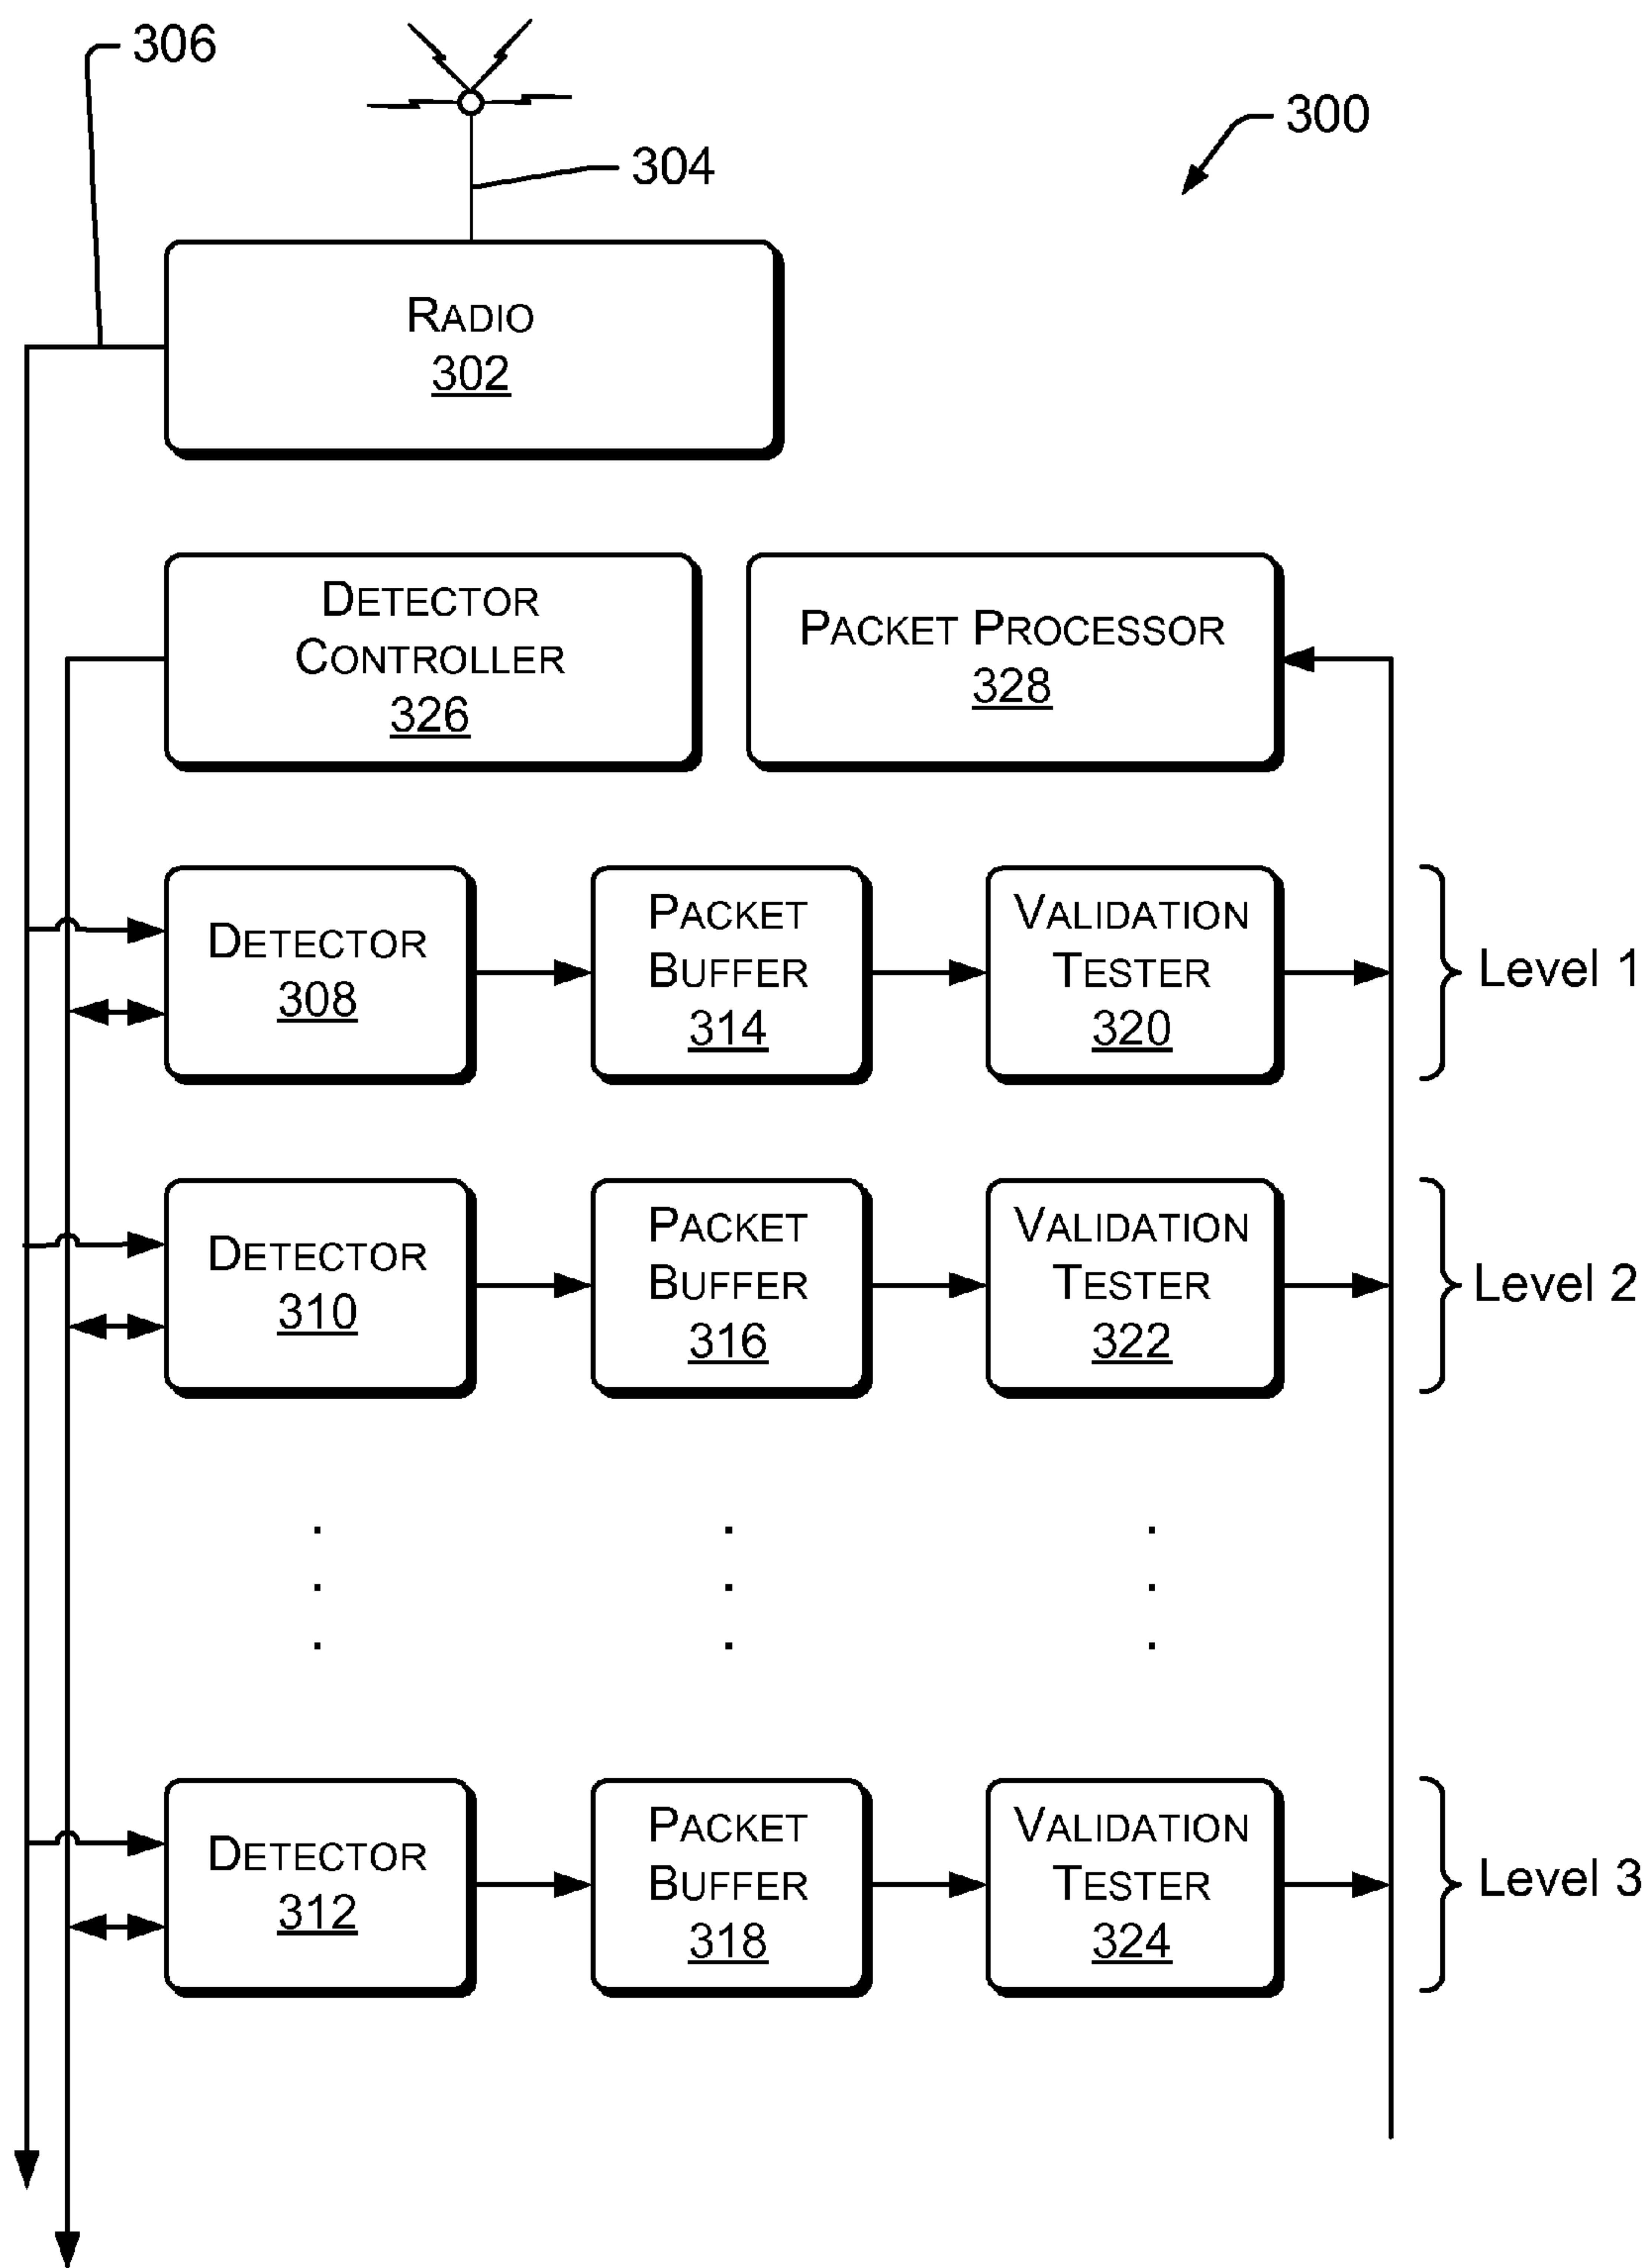 306
300
304
RADIO
302
DETECTOR
CONTROLLER
326
PACKET PROCESSOR
328
DETECTOR
308
PACKET
BUFFER
314
VALIDATION
TESTER
320
Level 1
DETECTOR
310
PACKET
BUFFER
316
VALIDATION
TESTER
322
Level 2
DETECTOR
312
PACKET
BUFFER
318
VALIDATION
TESTER
324
Level 3